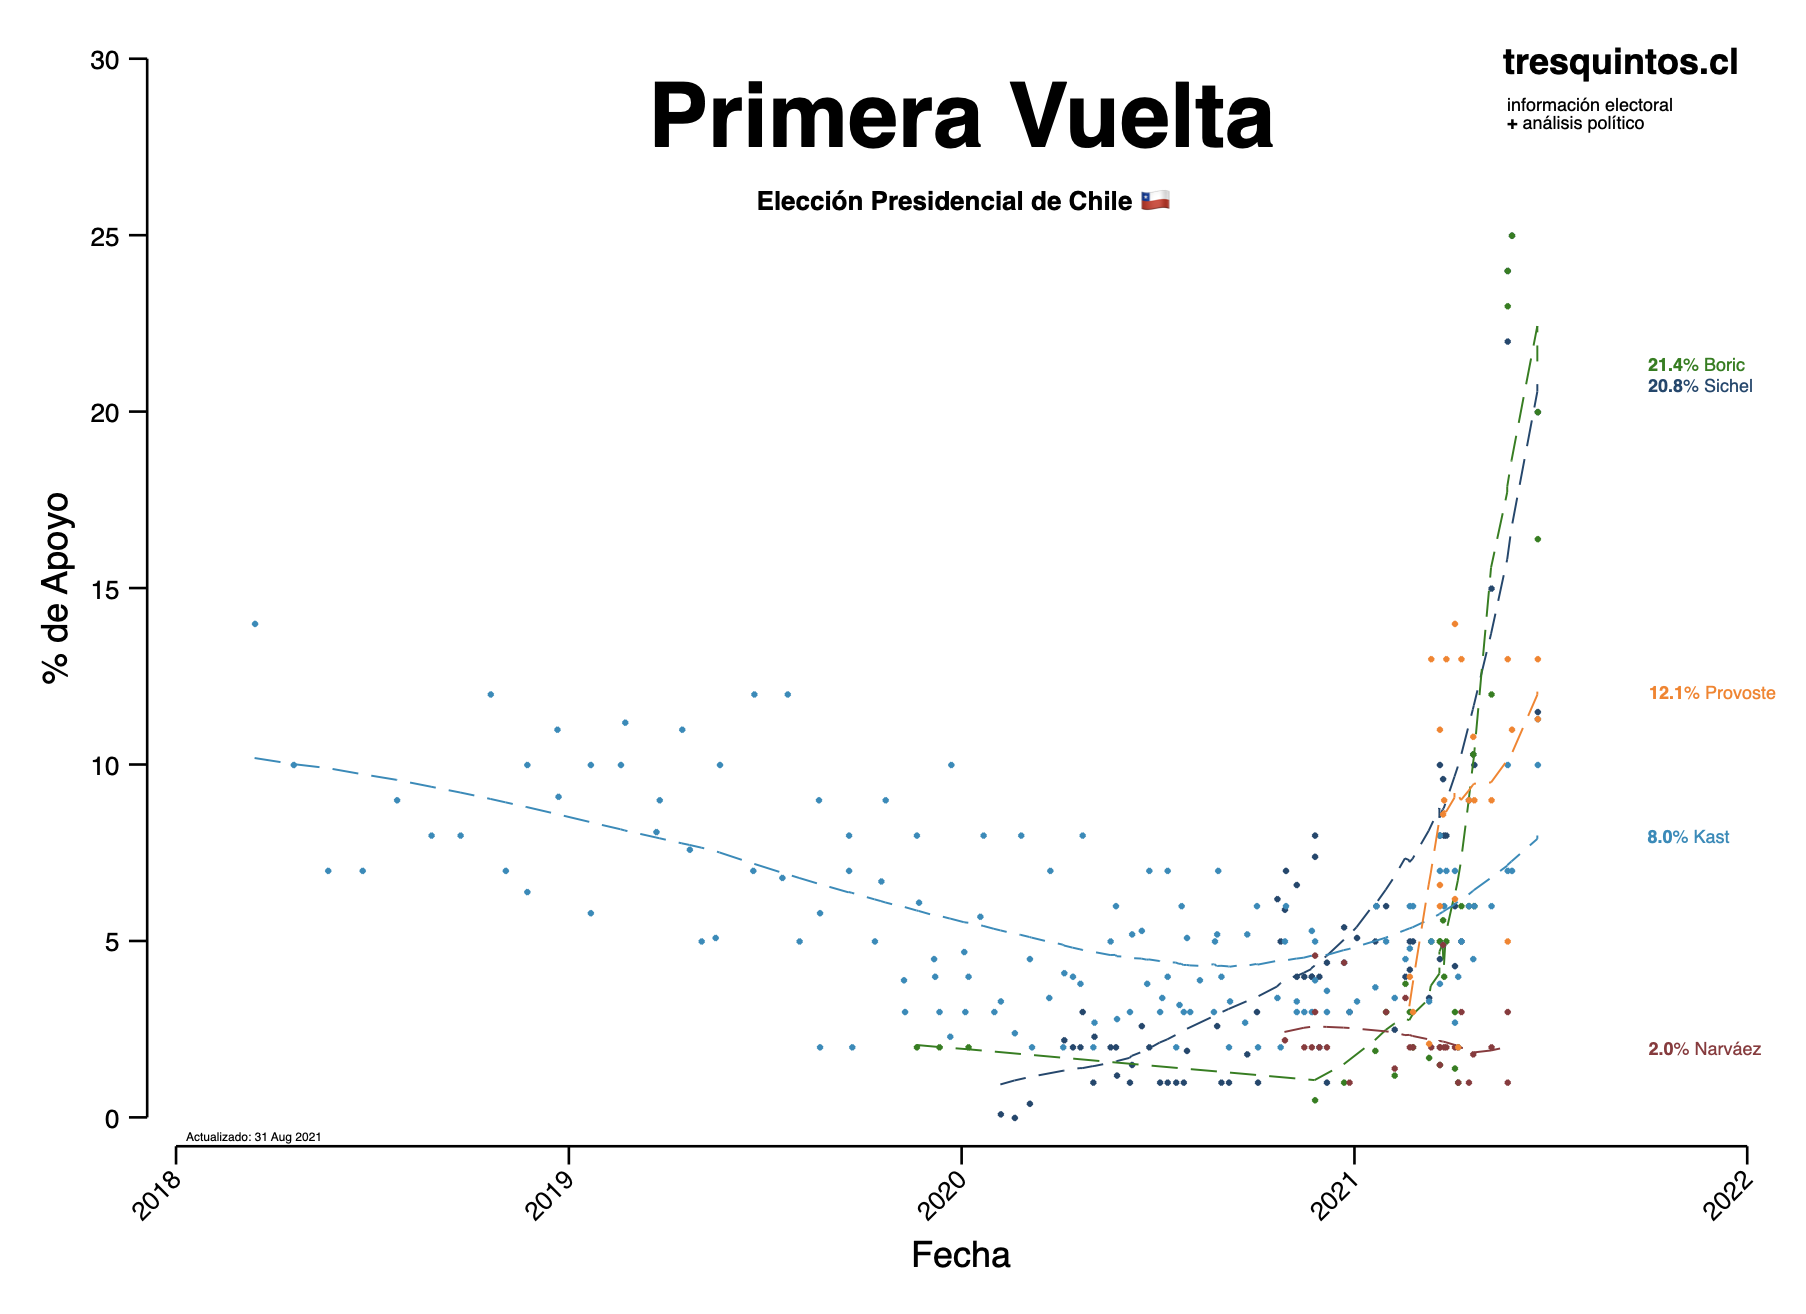 Primera Vuelta
Elección Presidencial de Chile 🇨🇱
tresquintos.cl
información electoral
+ análisis político
% de Apoyo
30
25
20
15
10
5
0
21.4% Boric
20.8% Sichel
12.1% Provoste
8.0% Kast
2.0% Narváez
Actualizado: 31 Aug 2021
2018
2019
2020
2021
2022
Fecha